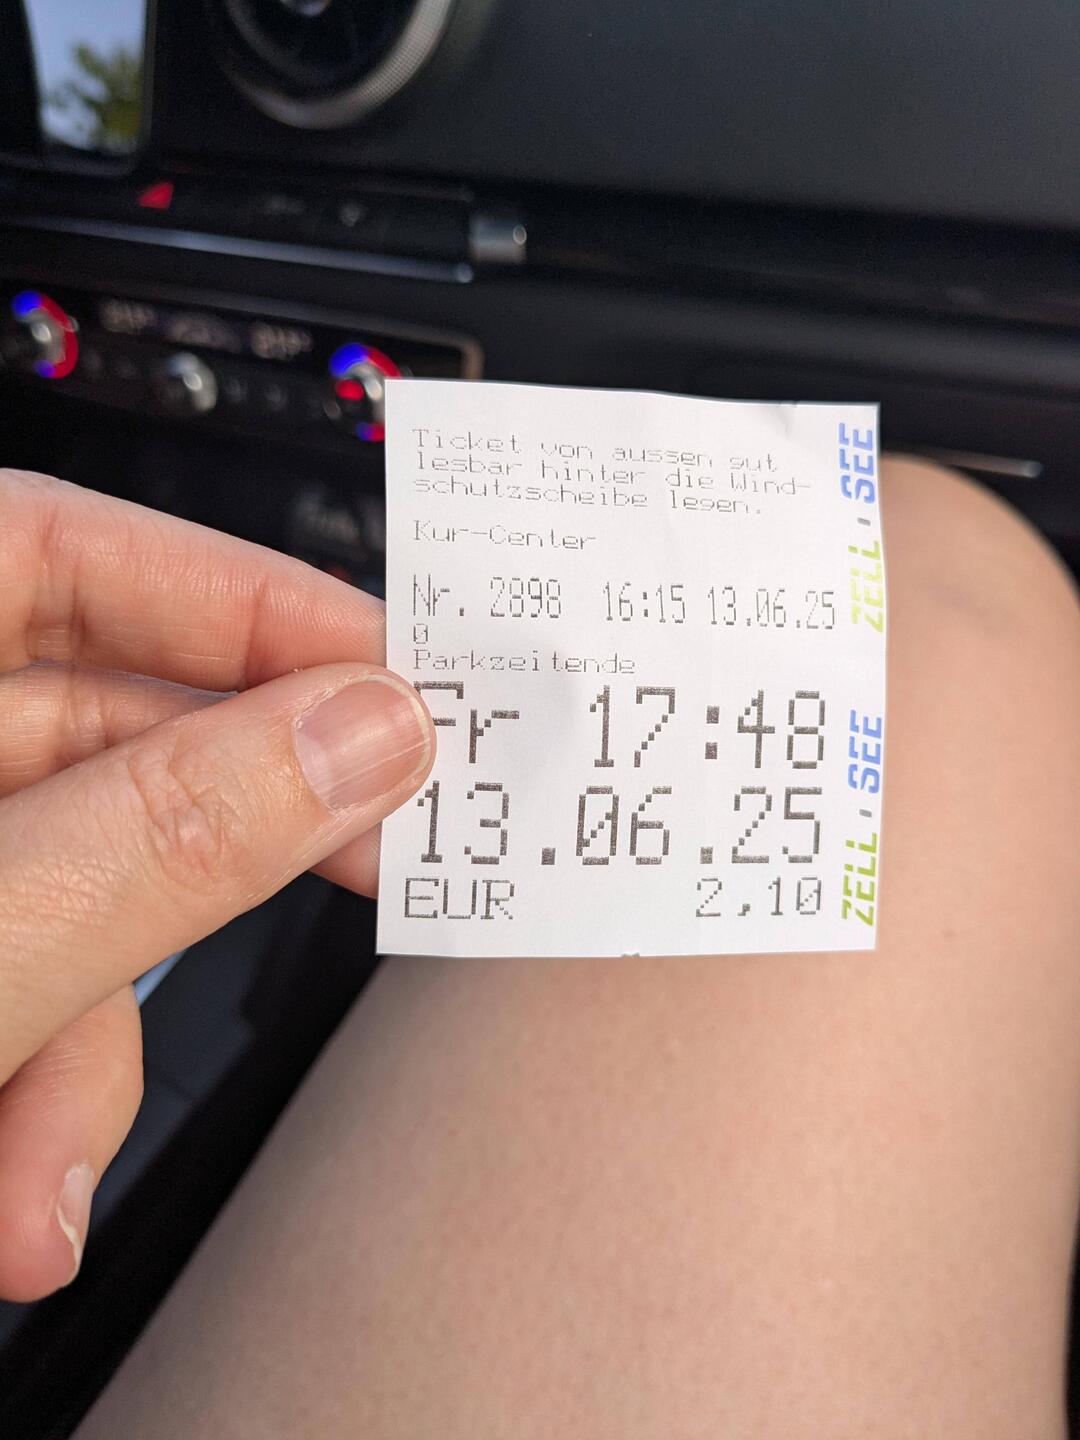 Ticket von aussen gut
lesbar hinter die Wind-
schutzscheibe legen.
Kur-Center
Nr. 2898 16:15 13.06.25
0
Parkzeitende
Fr 17:48
13.06.25
EUR 2,10
ZELL · SEE
ZELL · SEE